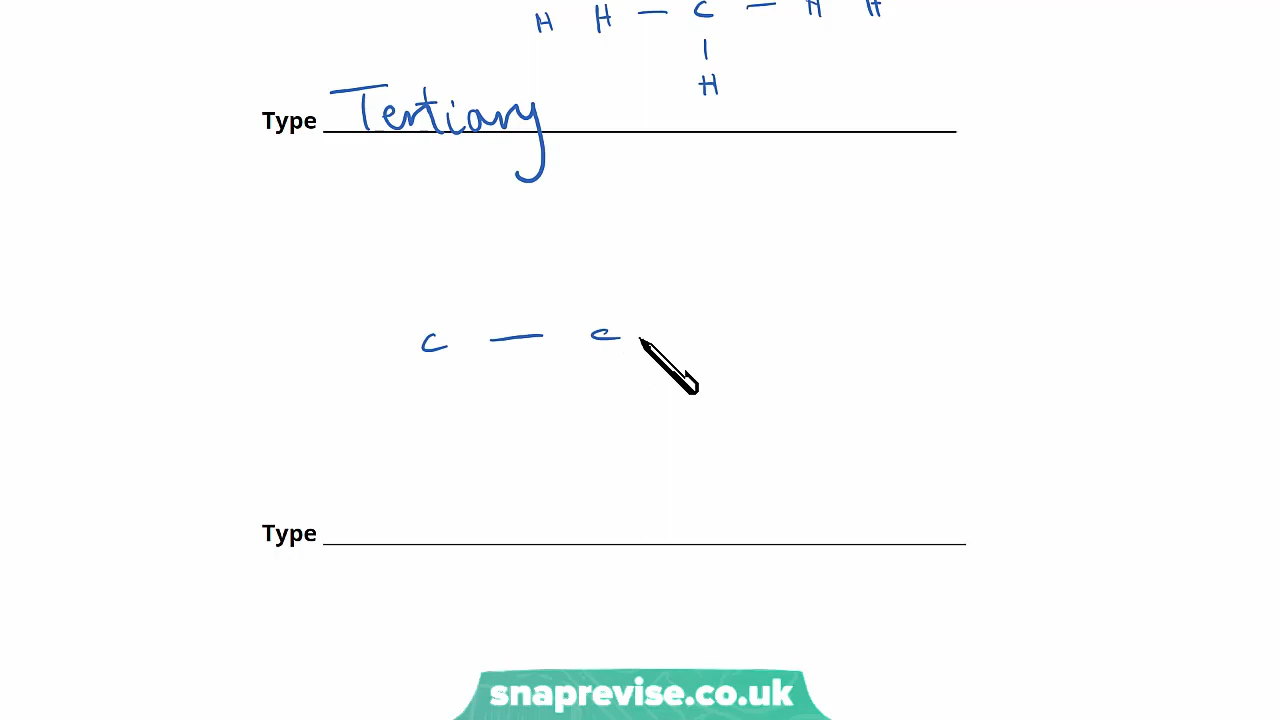 H H — C — H H
|
H
Type Tertiary
C — C
Type
snaprevise.co.uk